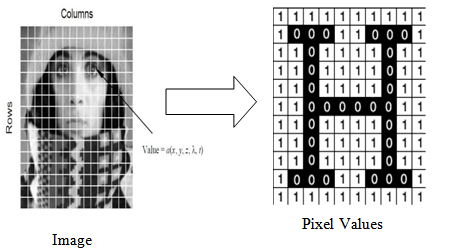 Columns
Rows
Value = a(x, y, z, λ, t)
Image
1 1 1 1 1 1 1 1 1 1
1 0 0 0 1 1 0 0 0 1
1 1 0 1 1 1 1 0 1 1
1 1 0 1 1 1 1 0 1 1
1 1 0 1 1 1 1 0 1 1
1 1 0 0 0 0 0 0 1 1
1 1 0 1 1 1 1 0 1 1
1 1 0 1 1 1 1 0 1 1
1 1 0 1 1 1 1 0 1 1
1 0 0 0 1 1 0 0 0 1
1 1 1 1 1 1 1 1 1 1
Pixel Values